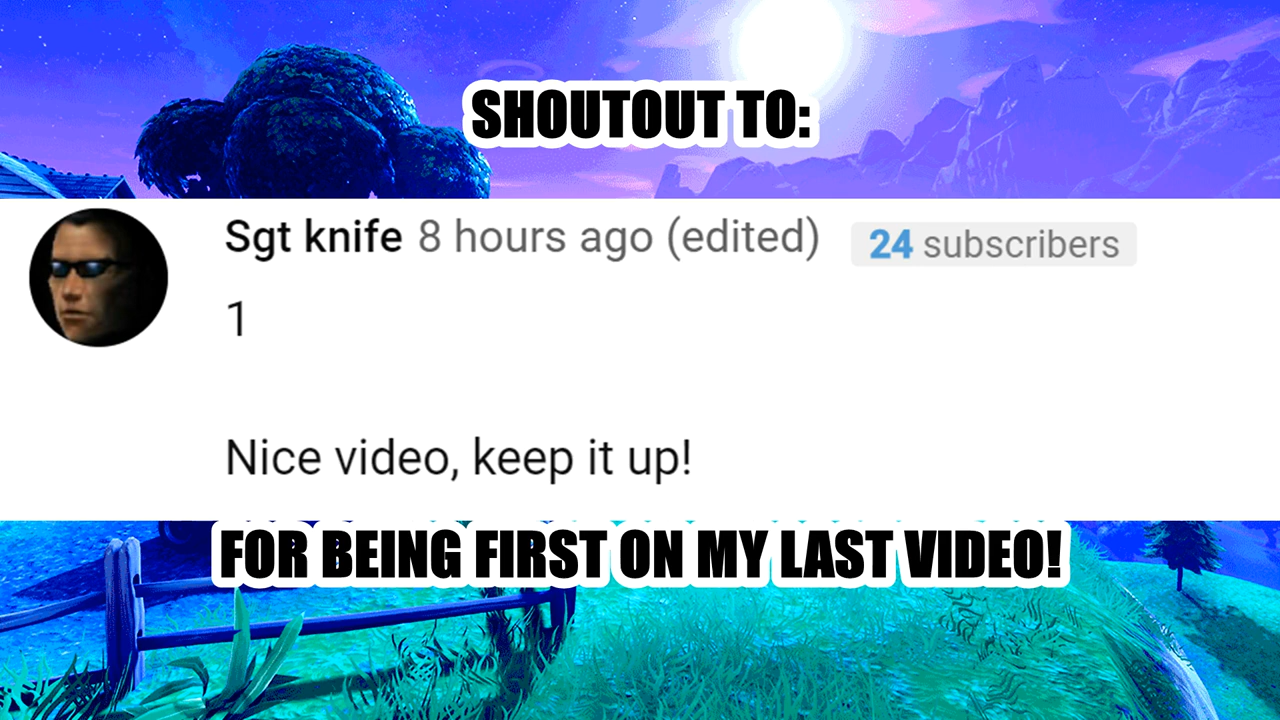 SHOUTOUT TO:
Sgt knife 8 hours ago (edited) 24 subscribers
1
Nice video, keep it up!
FOR BEING FIRST ON MY LAST VIDEO!